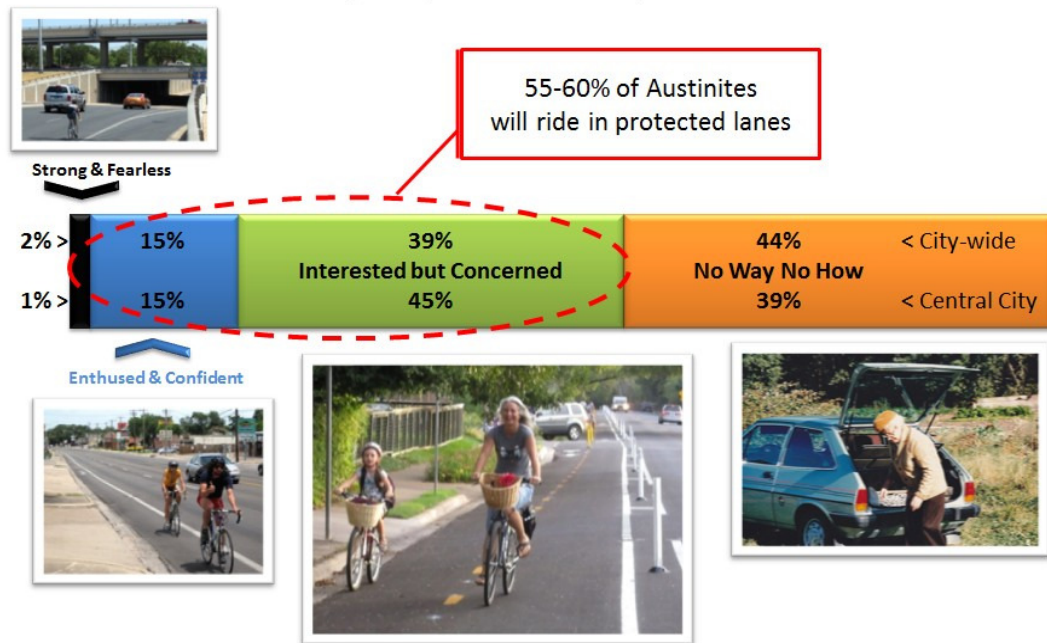 55-60% of Austinites
will ride in protected lanes
Strong & Fearless
2% > 15% 39% 44% < City-wide
Interested but Concerned No Way No How
1% > 15% 45% 39% < Central City
Enthused & Confident